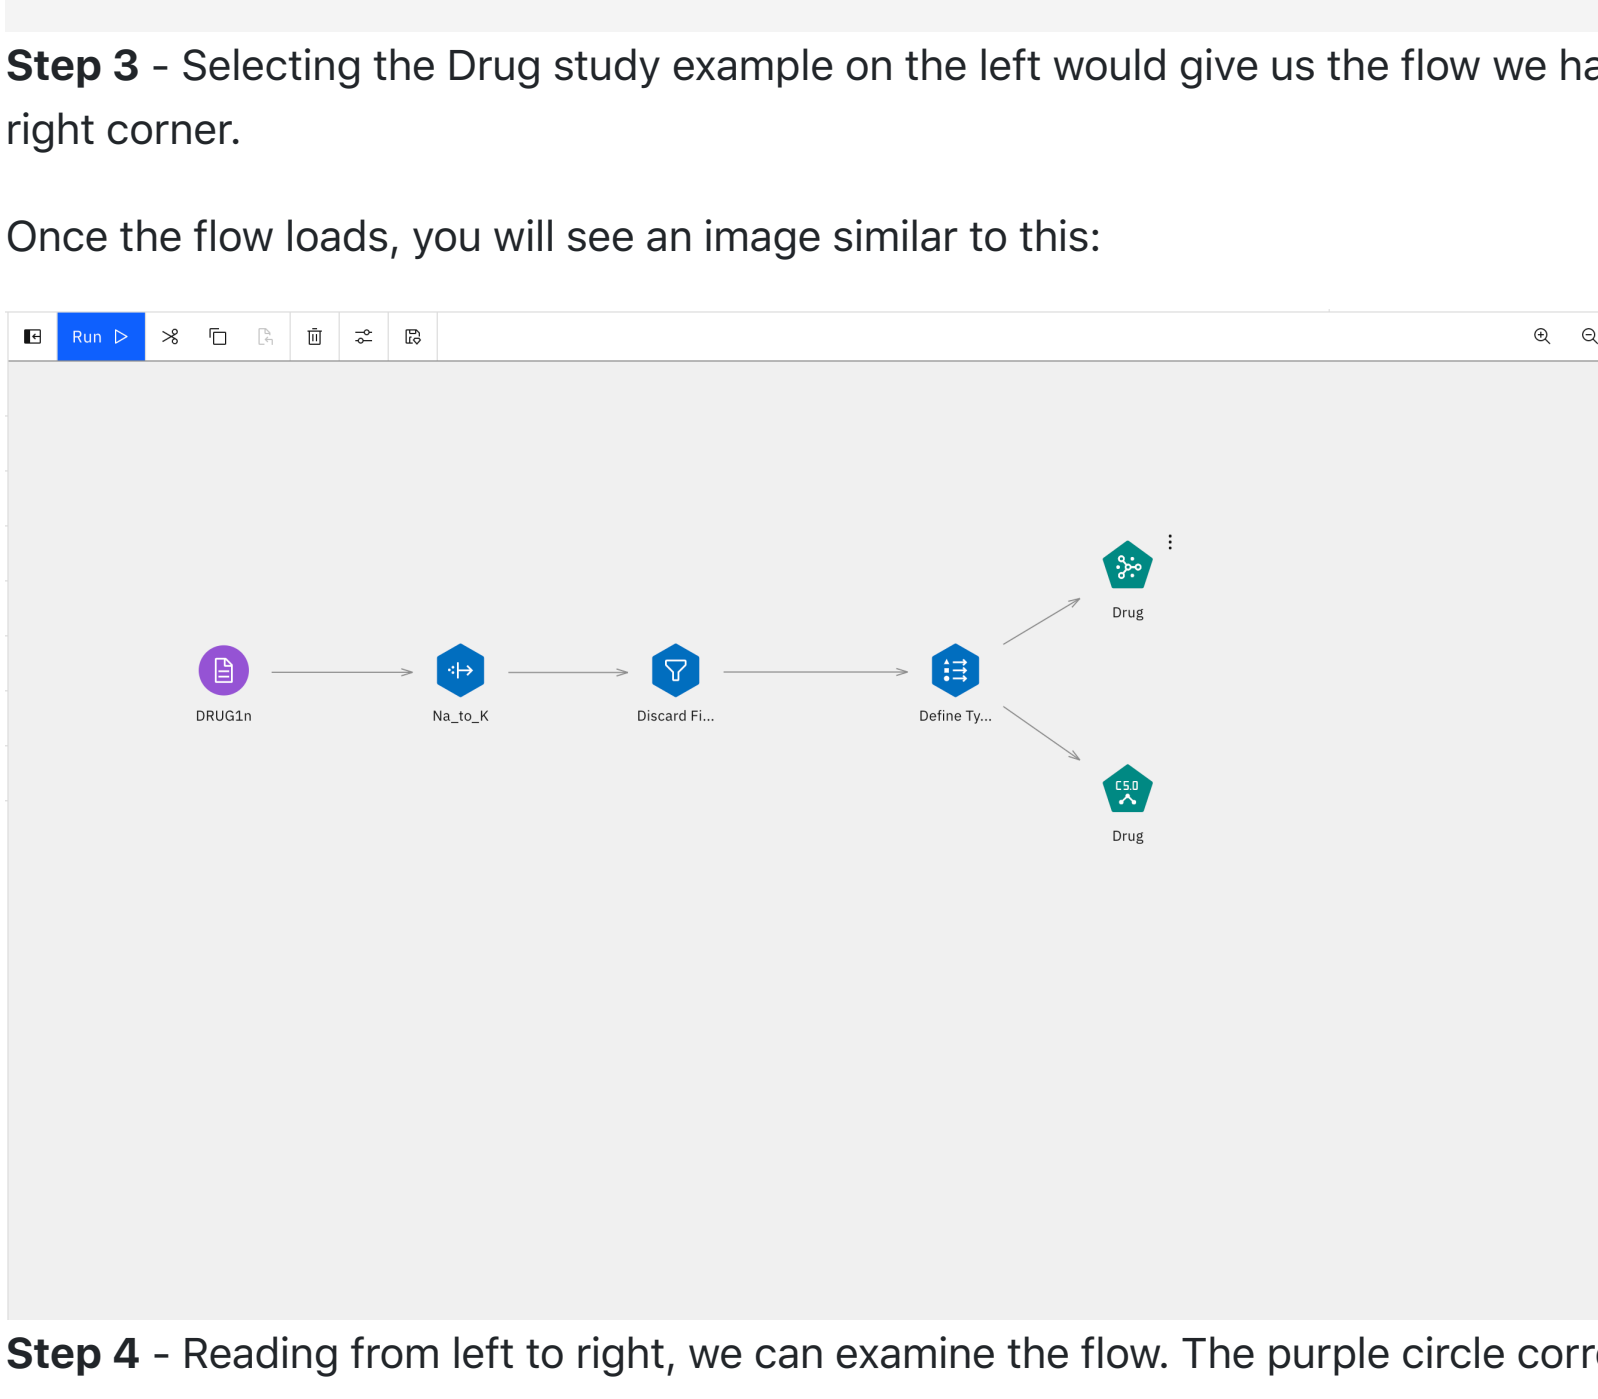 Step 3 - Selecting the Drug study example on the left would give us the flow we ha
right corner.
Once the flow loads, you will see an image similar to this:
Run
Drug
DRUG1n
Na_to_K
Discard Fi...
Define Ty...
C5.0
Drug
Step 4 - Reading from left to right, we can examine the flow. The purple circle corr